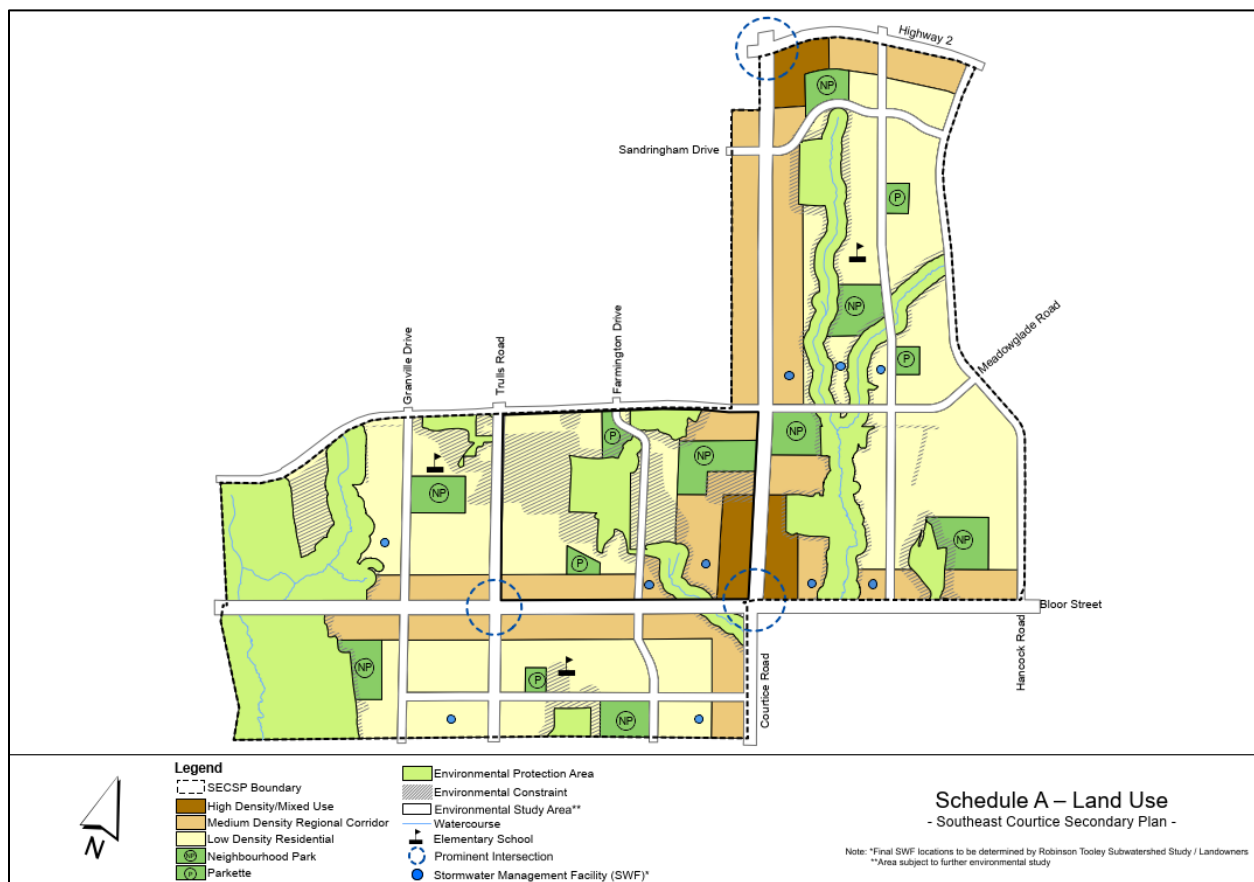 Highway 2
NP
Sandringham Drive
P
NP
Meadowglade Road
P
Granville Drive
Trulls Road
Farmington Drive
NP
P
NP
NP
NP
P
Bloor Street
Hancock Road
Courtice Road
NP
P
NP
N
Legend
SECSP Boundary
High Density/Mixed Use
Medium Density Regional Corridor
Low Density Residential
NP Neighbourhood Park
P Parkette
Environmental Protection Area
Environmental Constraint
Environmental Study Area**
Watercourse
Elementary School
Prominent Intersection
Stormwater Management Facility (SWF)*
Schedule A – Land Use
- Southeast Courtice Secondary Plan -
Note: *Final SWF locations to be determined by Robinson Tooley Subwatershed Study / Landowners
**Area subject to further environmental study